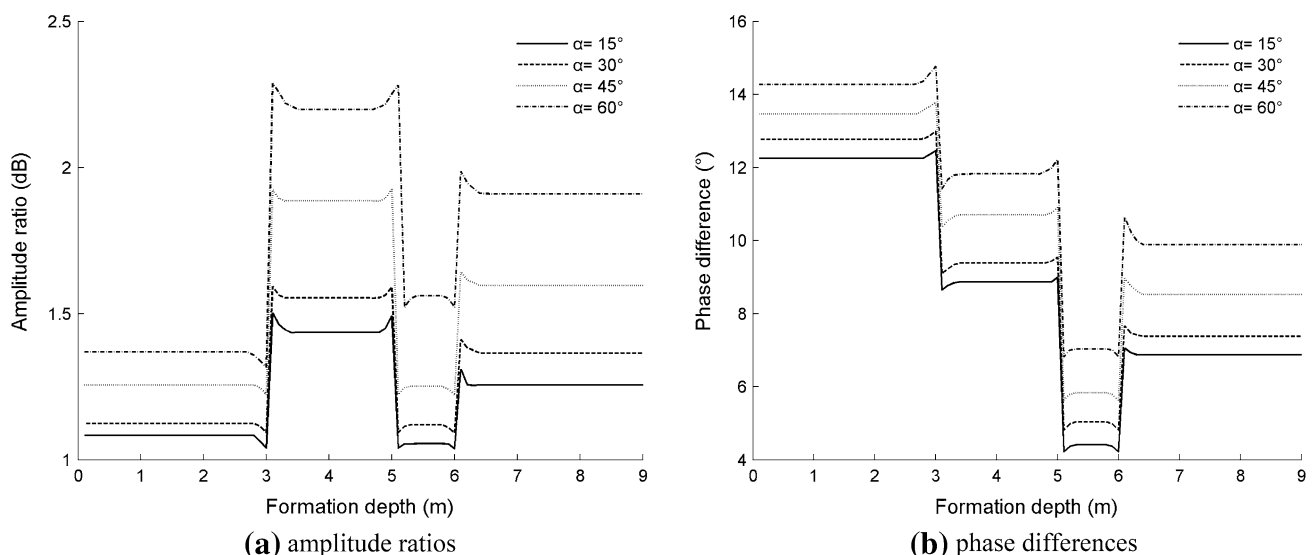 2.5
2
1.5
1
Amplitude ratio (dB)
α= 15°
α= 30°
α= 45°
α= 60°
0 1 2 3 4 5 6 7 8 9
Formation depth (m)
(a) amplitude ratios
16
14
12
10
8
6
4
Phase difference (°)
α= 15°
α= 30°
α= 45°
α= 60°
0 1 2 3 4 5 6 7 8 9
Formation depth (m)
(b) phase differences